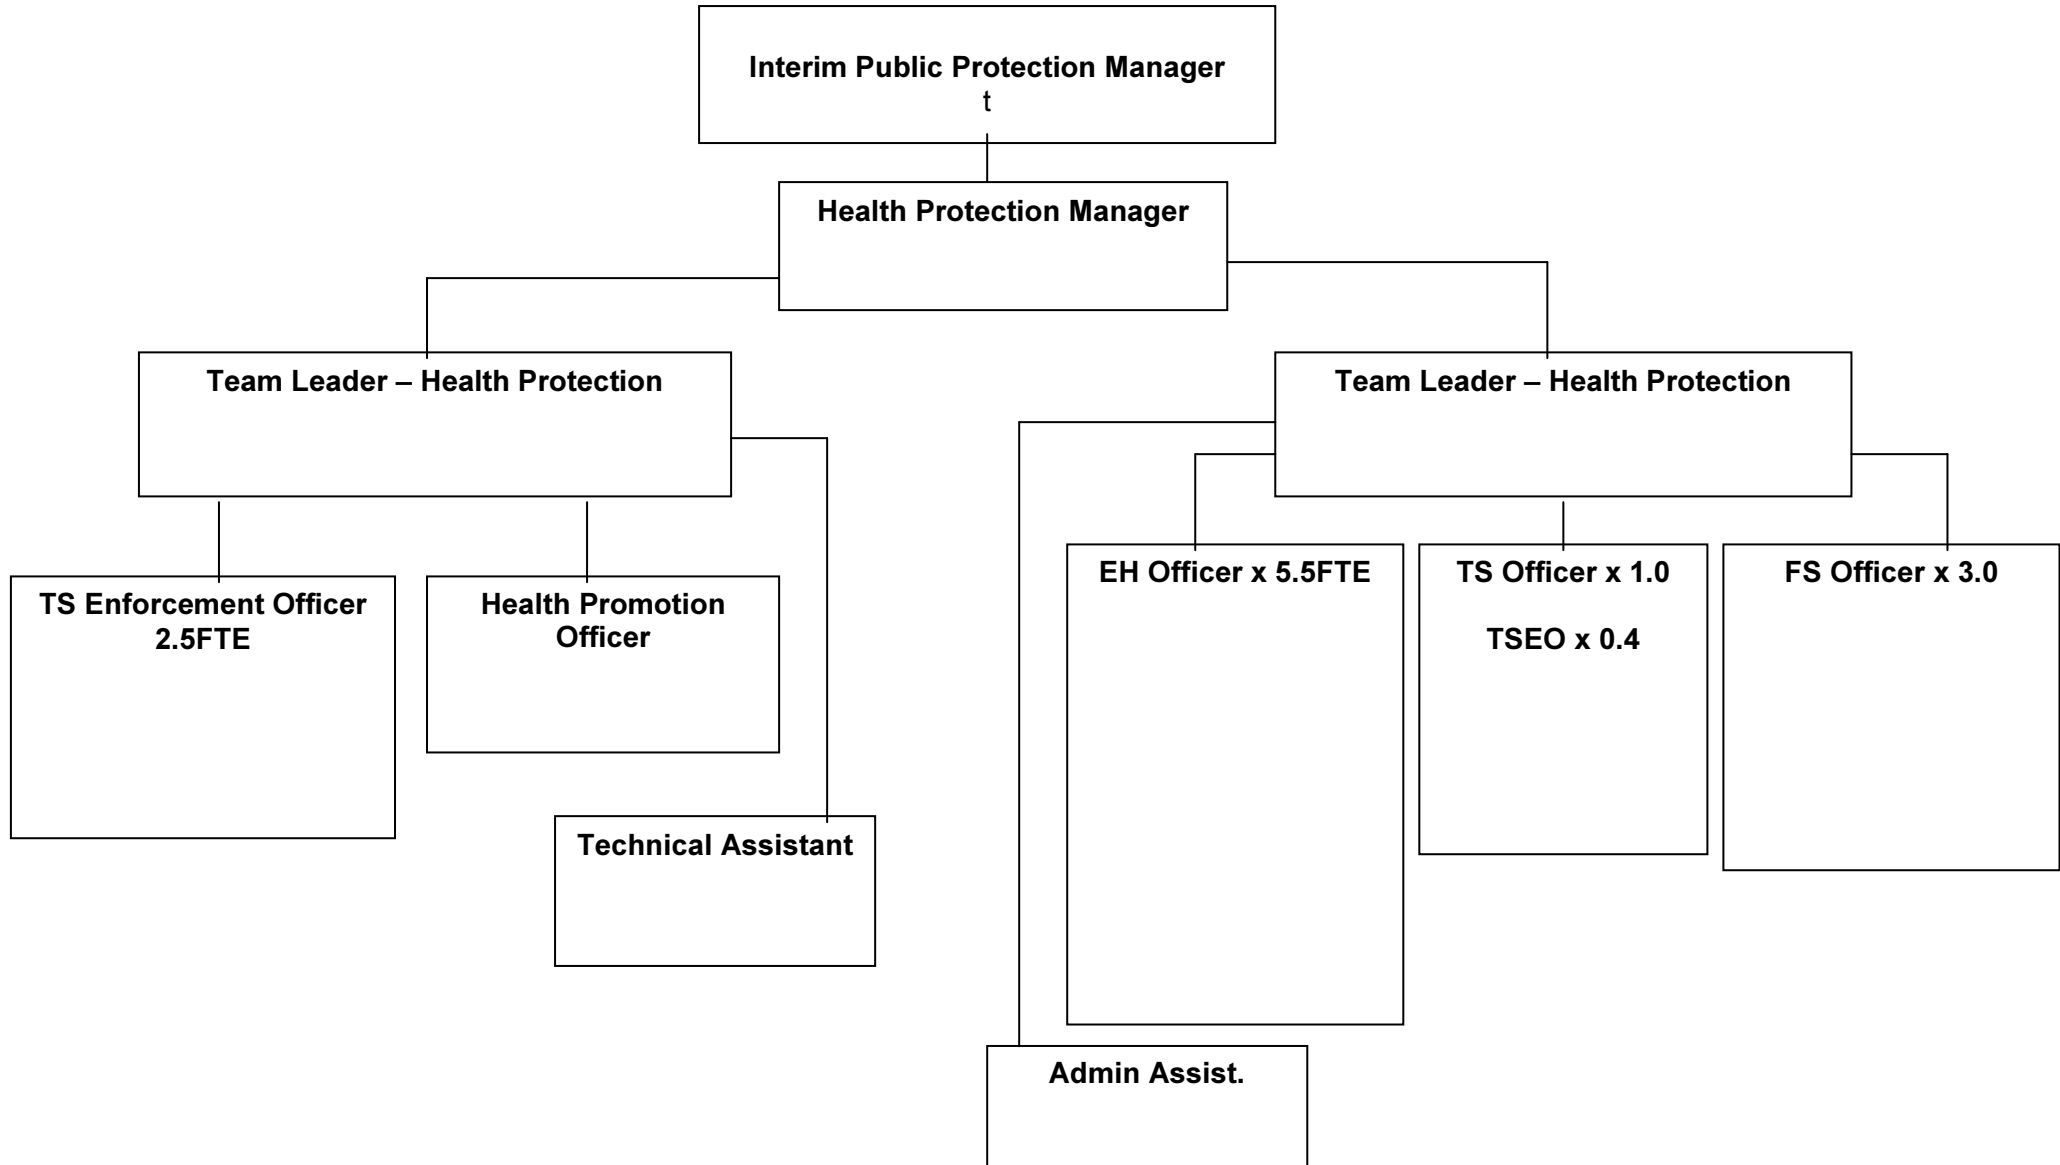 Interim Public Protection Manager
t
Health Protection Manager
Team Leader – Health Protection
Team Leader – Health Protection
TS Enforcement Officer
2.5FTE
Health Promotion
Officer
Technical Assistant
EH Officer x 5.5FTE
TS Officer x 1.0
TSEO x 0.4
FS Officer x 3.0
Admin Assist.